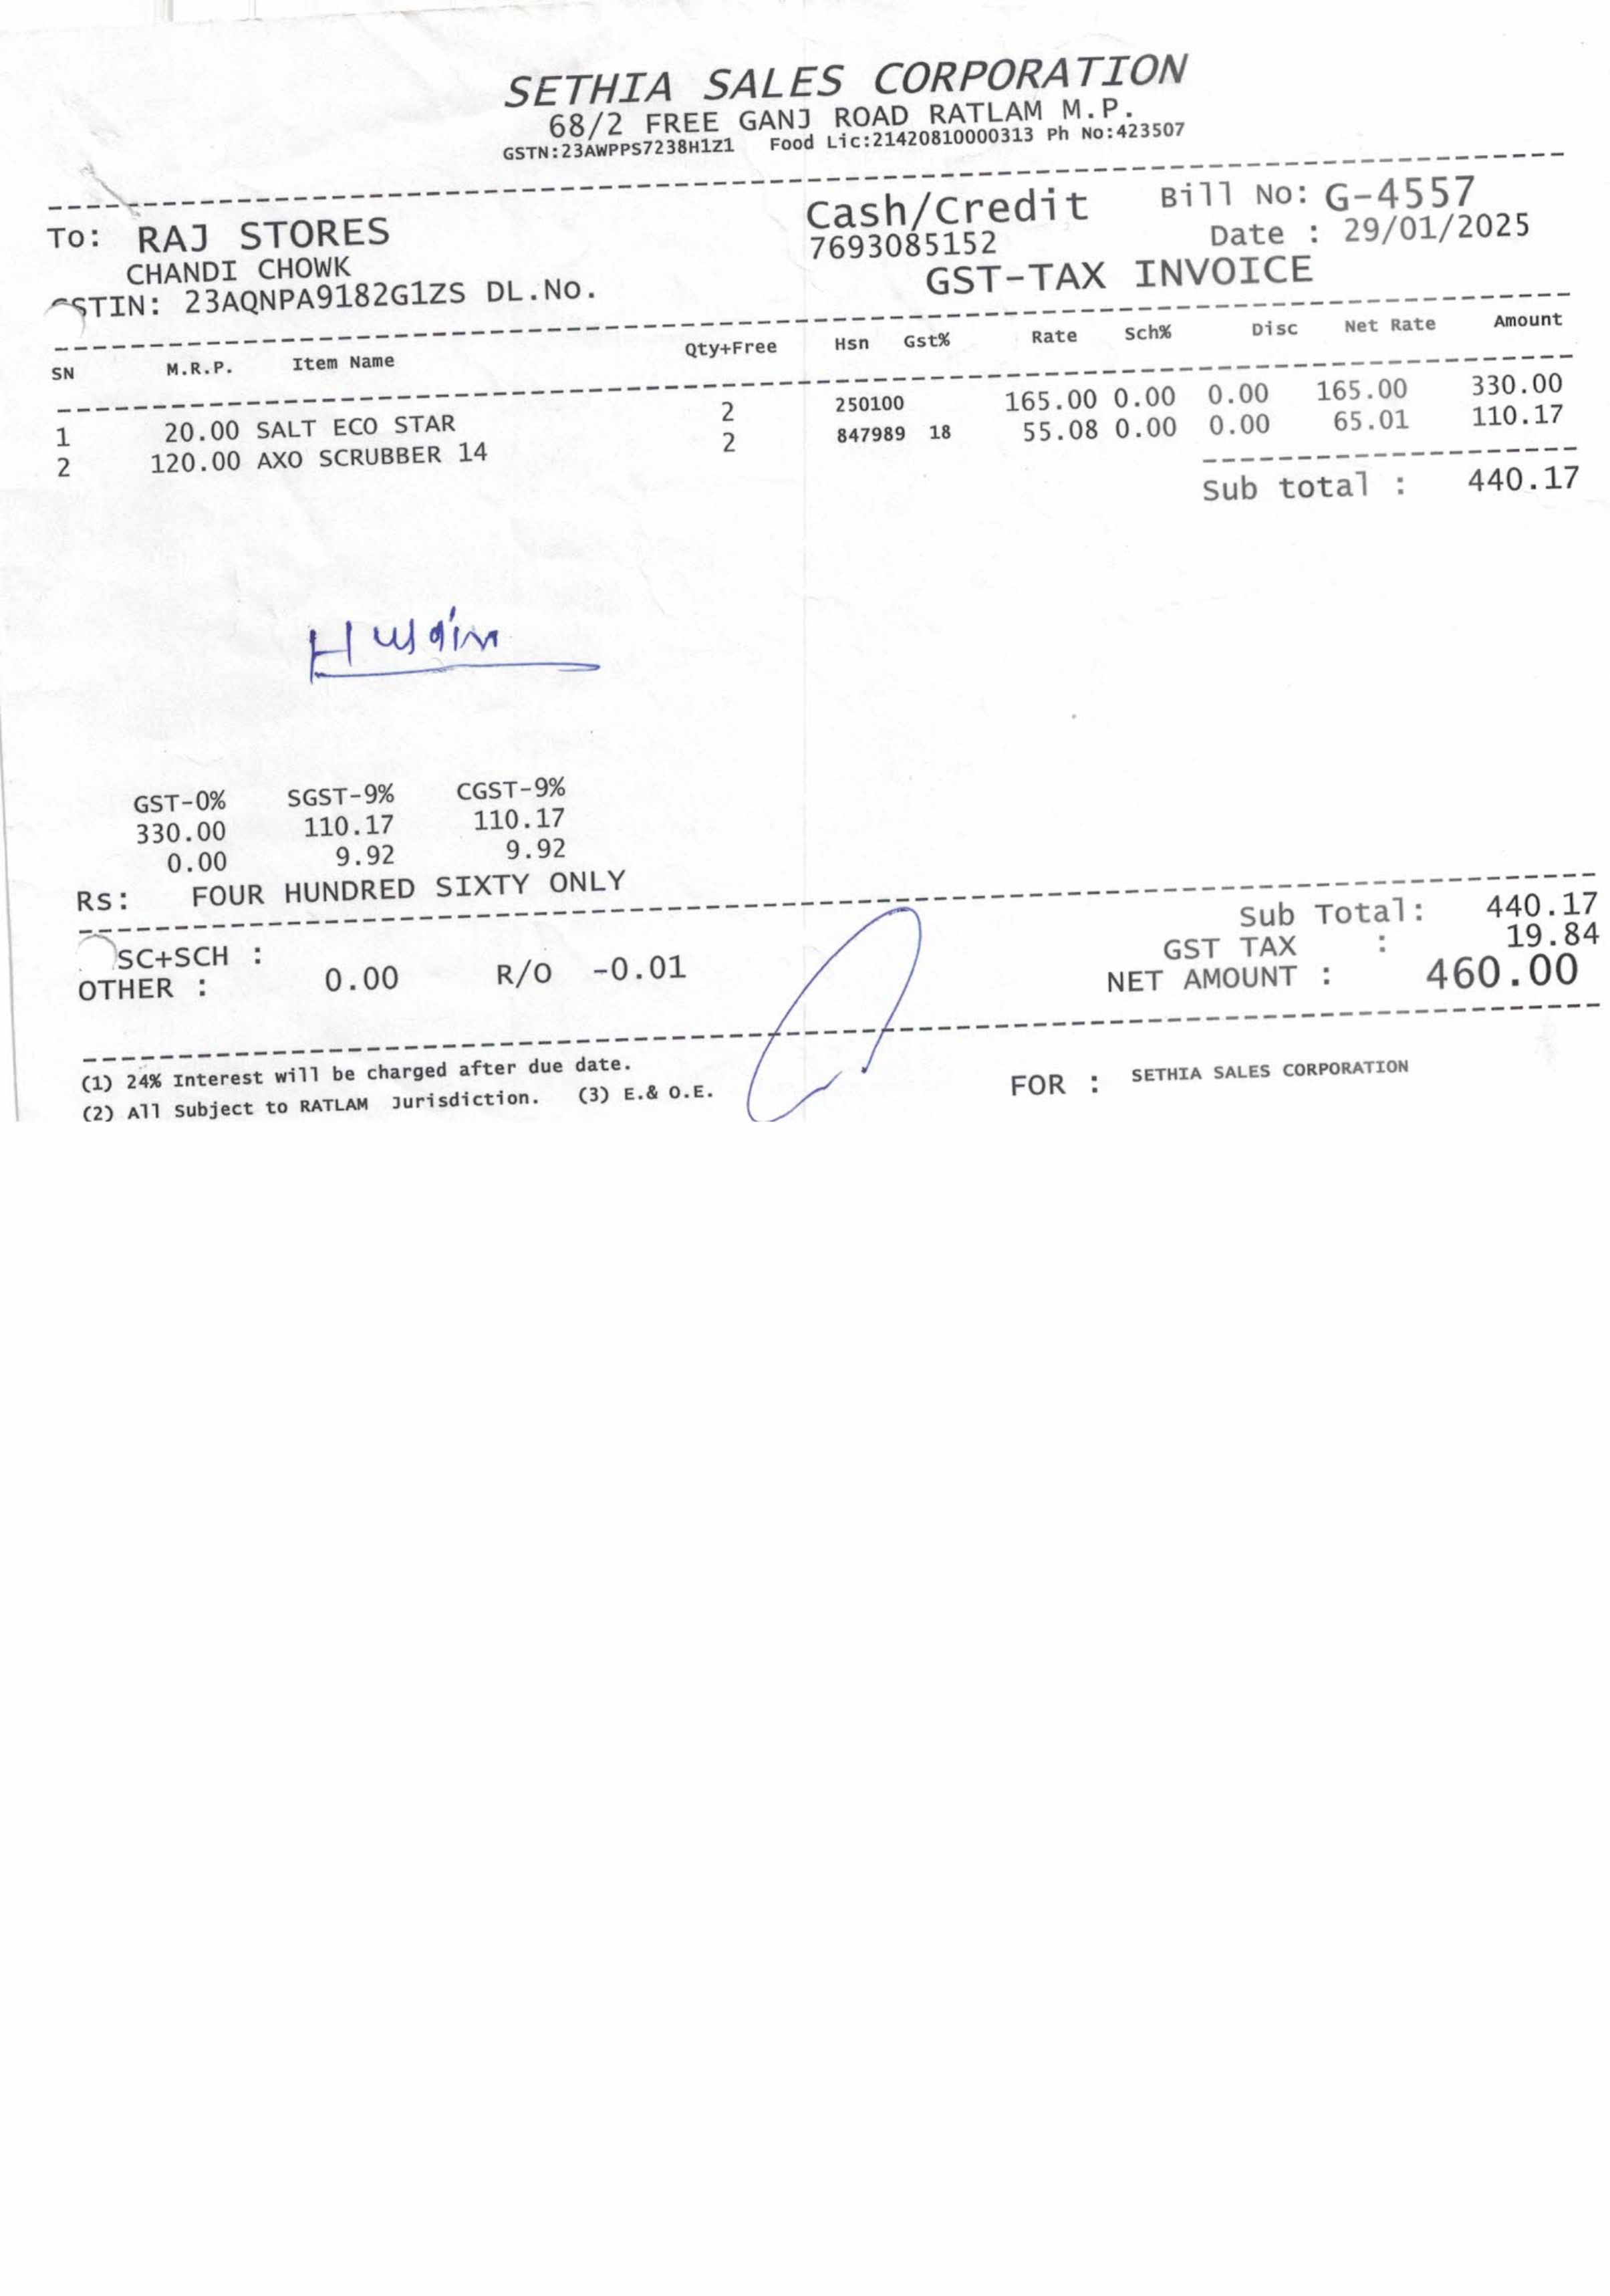 SETHIA SALES CORPORATION
68/2 FREE GANJ ROAD RATLAM M.P.
GSTN:23AWPPS7238H1Z1 Food Lic:21420810000313 Ph No:423507
To: RAJ STORES Cash/Credit Bill No: G-4557
CHANDI CHOWK 7693085152 Date : 29/01/2025
STIN: 23AQNPA9182G1ZS DL.No. GST-TAX INVOICE
SN M.R.P. Item Name Qty+Free Hsn Gst% Rate Sch% Disc Net Rate Amount
1 20.00 SALT ECO STAR 2 250100 165.00 0.00 0.00 165.00 330.00
2 120.00 AXO SCRUBBER 14 2 847989 18 55.08 0.00 0.00 65.01 110.17
Sub total : 440.17
Husain
GST-0% SGST-9% CGST-9%
330.00 110.17 110.17
0.00 9.92 9.92
Rs: FOUR HUNDRED SIXTY ONLY
Sub Total: 440.17
SC+SCH : GST TAX : 19.84
OTHER : 0.00 R/O -0.01 NET AMOUNT : 460.00
(1) 24% Interest will be charged after due date.
(2) All Subject to RATLAM Jurisdiction. (3) E.& O.E. FOR : SETHIA SALES CORPORATION